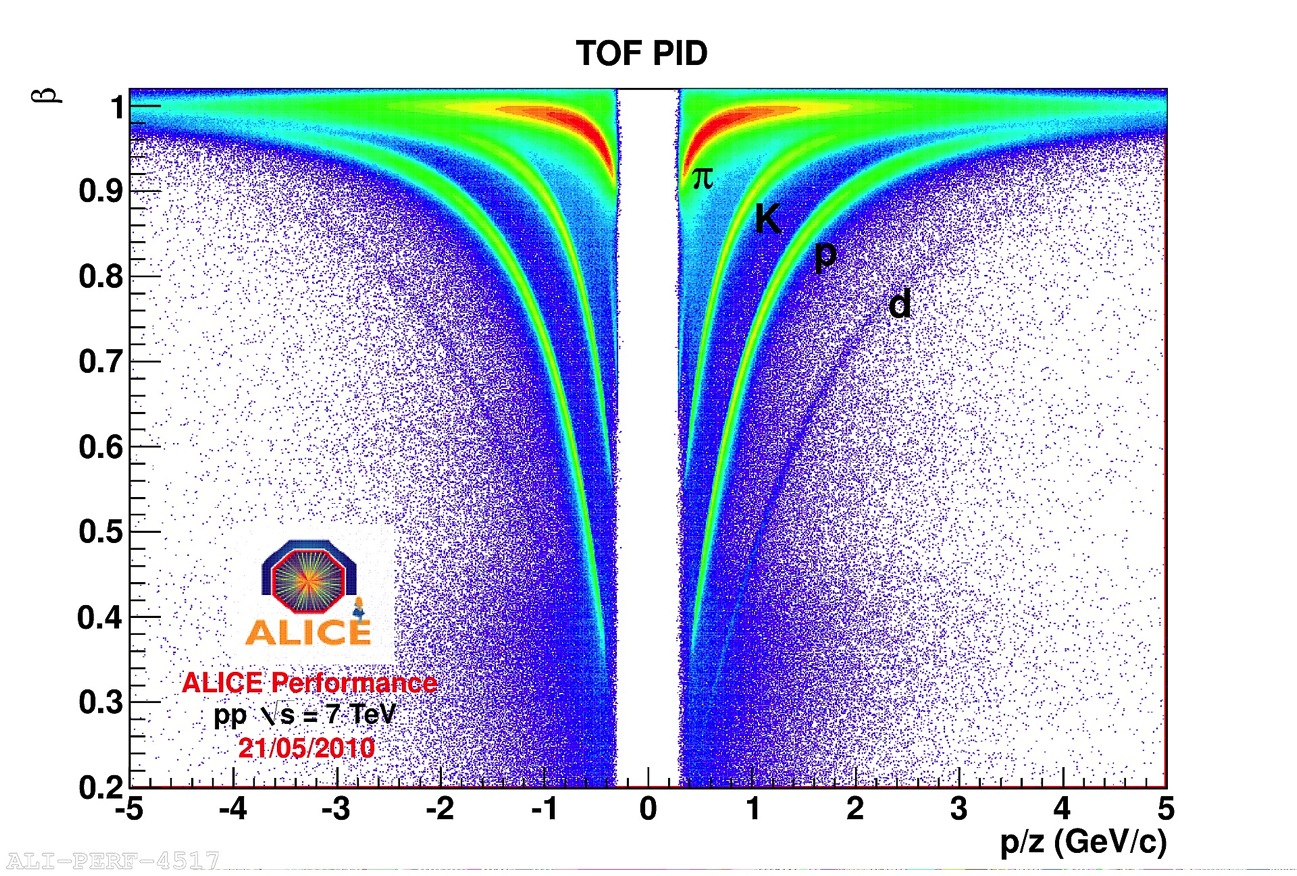 TOF PID
β
1
0.9
0.8
0.7
0.6
0.5
0.4
0.3
0.2
π
K
p
d
ALICE
ALICE Performance
pp √s = 7 TeV
21/05/2010
-5 -4 -3 -2 -1 0 1 2 3 4 5
p/z (GeV/c)
ALI-PERF-4517